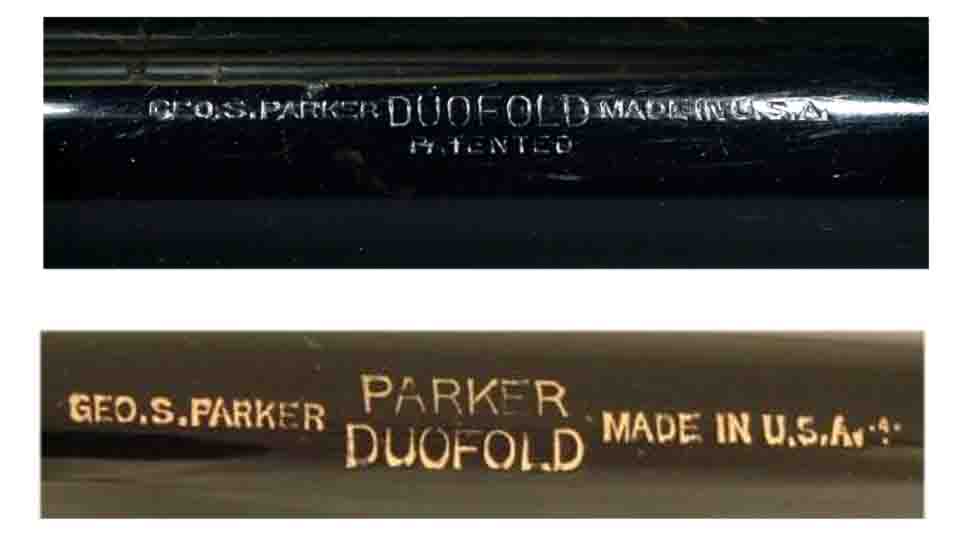 GEO.S.PARKER DUOFOLD MADE IN U.S.A.
PATENTED
PARKER
GEO.S.PARKER DUOFOLD MADE IN U.S.A.